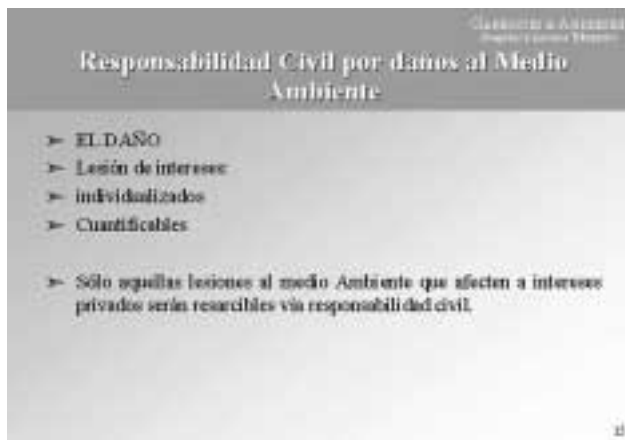 Responsabilidad Civil por daños al Medio
Ambiente
➢ EL DAÑO
➢ Lesión de intereses:
➢ individualizados
➢ Cuantificables
➢ Sólo aquellas lesiones al medio Ambiente que afecten a intereses
privados serán resarcibles vía responsabilidad civil.